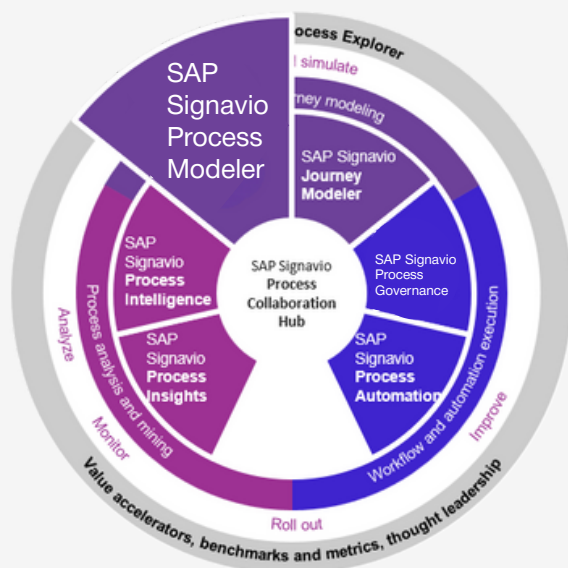 ocess Explorer
l simulate
rney modeling
SAP
Signavio
Process
Modeler
SAP Signavio
Journey
Modeler
SAP
Signavio
Process
Intelligence
SAP Signavio
Process
Collaboration
Hub
SAP Signavio
Process
Governance
SAP
Signavio
Process
Insights
SAP
Signavio
Process
Automation
Analyze
Process analysis and mining
Monitor
Workflow and automation execution
Improve
Roll out
Value accelerators, benchmarks and metrics, thought leadership